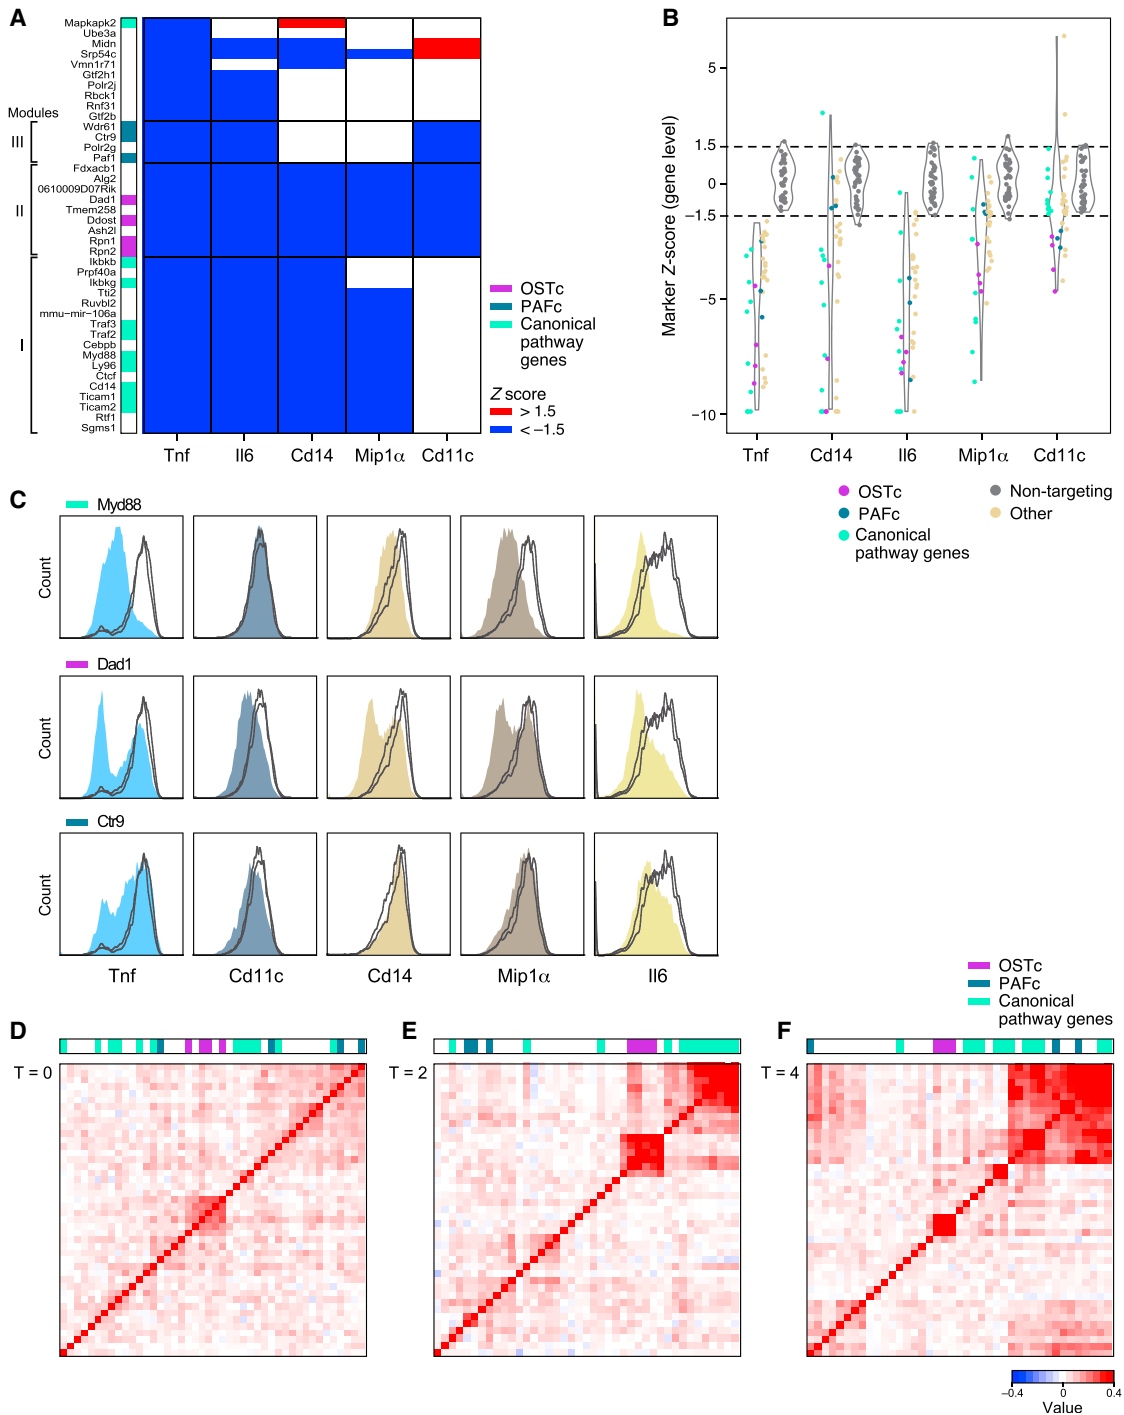 A
Mapkapk2
Ube3a
Midn
Srp54c
Vmn1r71
Gtf2h1
Polr2j
Rbck1
Rnf31
Gtf2b
Wdr61
Ctr9
Polr2g
Paf1
Fdxacb1
Alg2
0610009D07Rik
Dad1
Tmem258
Ddost
Ash2l
Rpn1
Rpn2
Ikbkb
Prpf40a
Ikbkg
Tti2
Ruvbl2
mmu-mir-106a
Traf3
Traf2
Cebpb
Myd88
Ly96
Ctcf
Cd14
Ticam1
Ticam2
Rtf1
Sgms1
Modules
III
II
I
Tnf Il6 Cd14 Mip1α Cd11c
OSTc
PAFc
Canonical
pathway
genes
Z score
> 1.5
< –1.5
B
Marker Z-score (gene level)
5
1.5
0
-1.5
−5
−10
Tnf Cd14 Il6 Mip1α Cd11c
OSTc
PAFc
Canonical
pathway genes
Non-targeting
Other
C
Myd88
Count
Dad1
Count
Ctr9
Count
Tnf Cd11c Cd14 Mip1α Il6
OSTc
PAFc
Canonical
pathway genes
D
T = 0
E
T = 2
F
T = 4
−0.4 0 0.4
Value